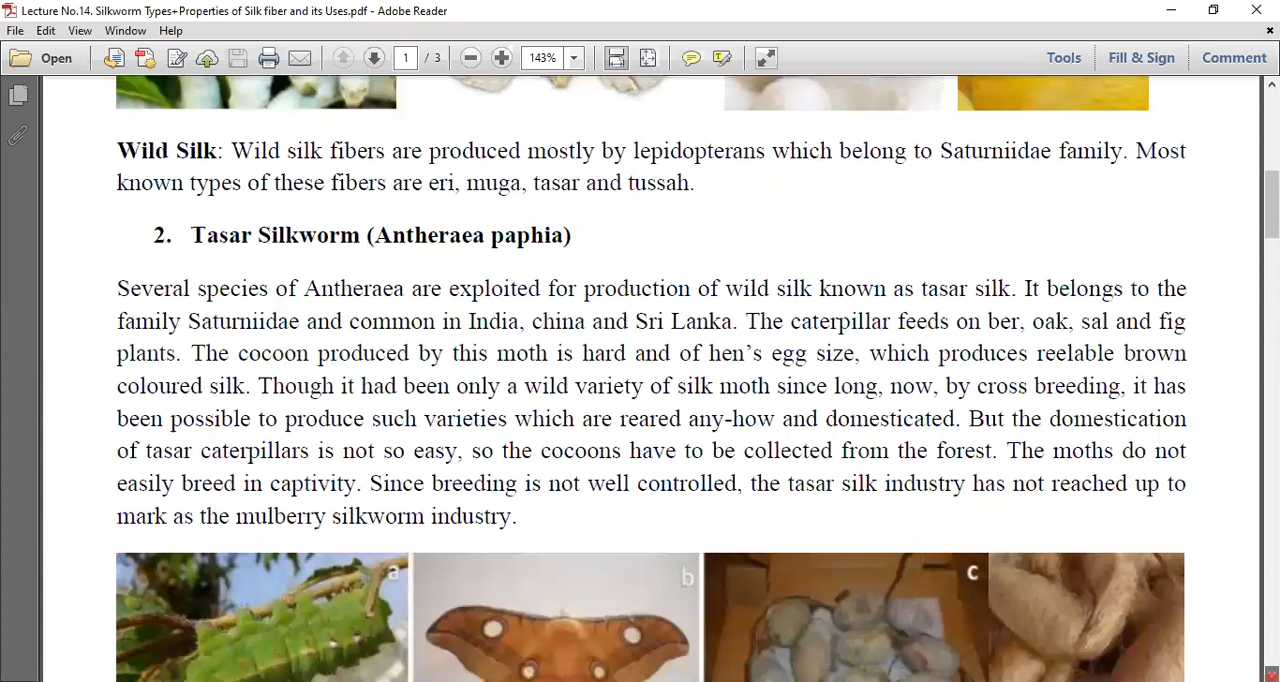 Lecture No.14. Silkworm Types+Properties of Silk fiber and its Uses.pdf - Adobe Reader
File Edit View Window Help
Open 1 / 3 143% Tools Fill & Sign Comment
Wild Silk: Wild silk fibers are produced mostly by lepidopterans which belong to Saturniidae family. Most
known types of these fibers are eri, muga, tasar and tussah.
2. Tasar Silkworm (Antheraea paphia)
Several species of Antheraea are exploited for production of wild silk known as tasar silk. It belongs to the
family Saturniidae and common in India, china and Sri Lanka. The caterpillar feeds on ber, oak, sal and fig
plants. The cocoon produced by this moth is hard and of hen's egg size, which produces reelable brown
coloured silk. Though it had been only a wild variety of silk moth since long, now, by cross breeding, it has
been possible to produce such varieties which are reared any-how and domesticated. But the domestication
of tasar caterpillars is not so easy, so the cocoons have to be collected from the forest. The moths do not
easily breed in captivity. Since breeding is not well controlled, the tasar silk industry has not reached up to
mark as the mulberry silkworm industry.
a b c